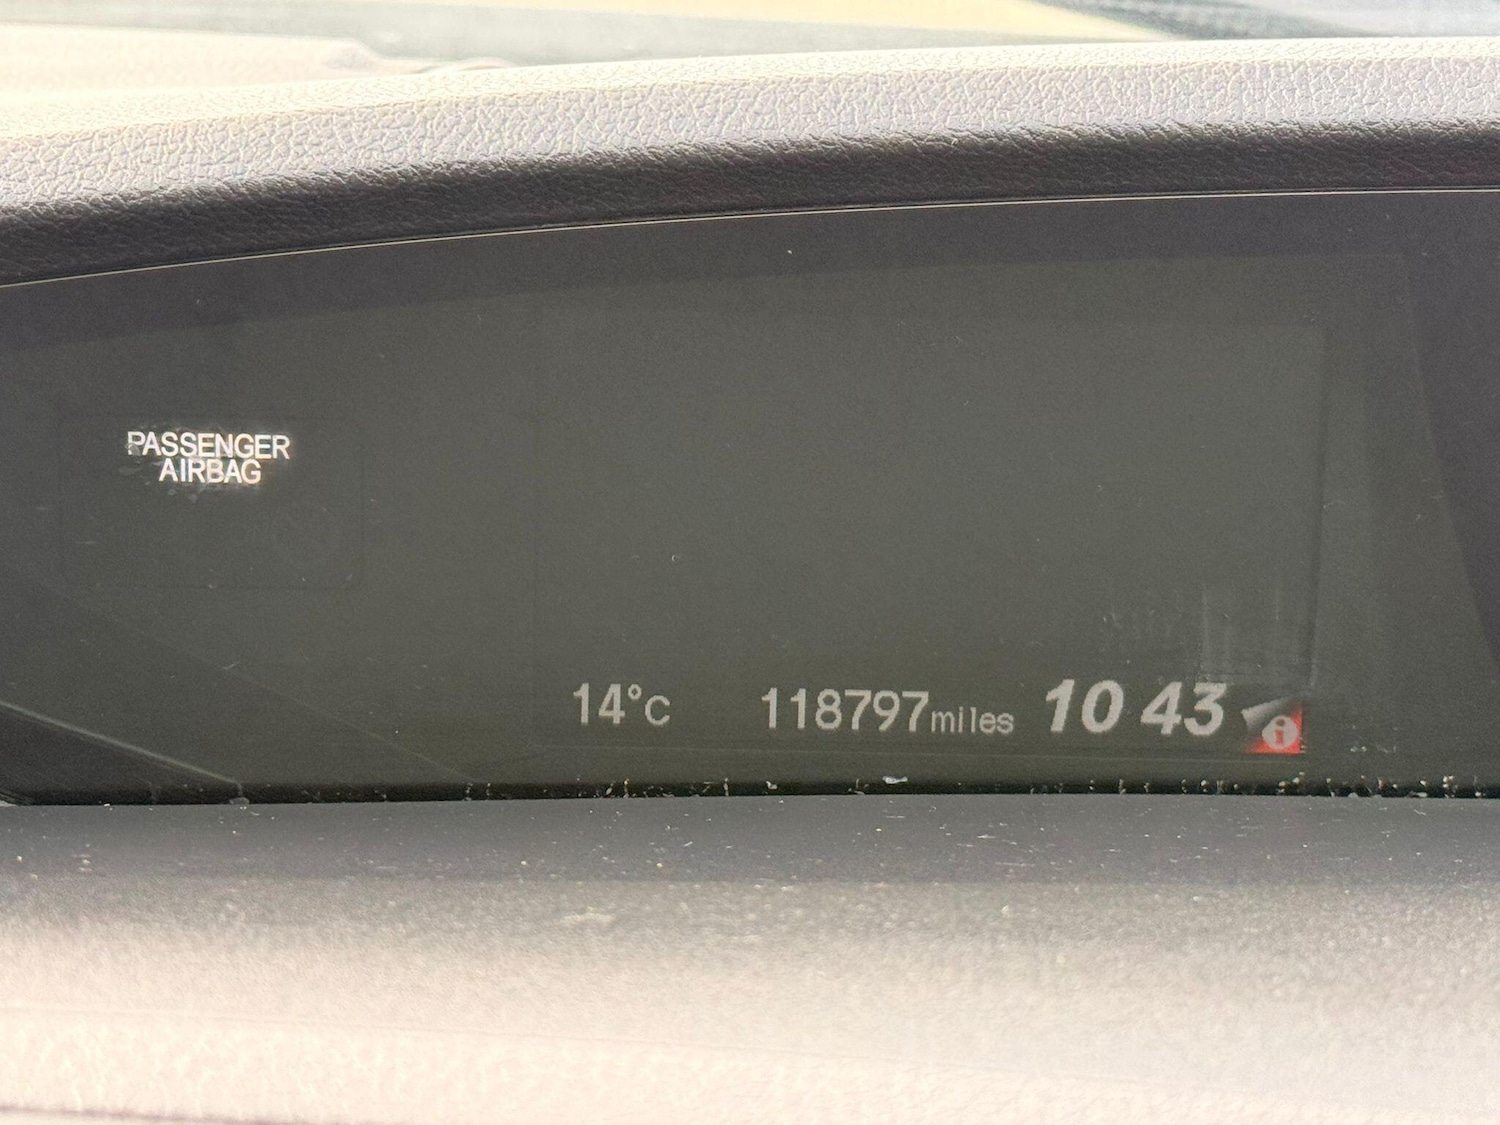 PASSENGER
AIRBAG
14°C 118797miles 10 43 i